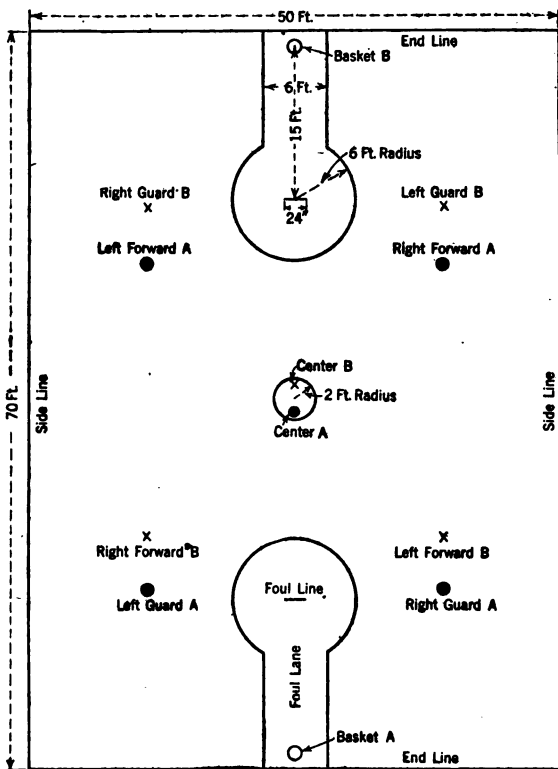 50 Ft.
End Line
Basket B
6 Ft.
15 Ft.
6 Ft. Radius
Right Guard B
Left Guard B
24"
Left Forward A
Right Forward A
Center B
2 Ft. Radius
70 Ft.
Side Line
Side Line
Center A
Right Forward B
Left Forward B
Foul Line
Left Guard A
Right Guard A
Foul Lane
Basket A
End Line